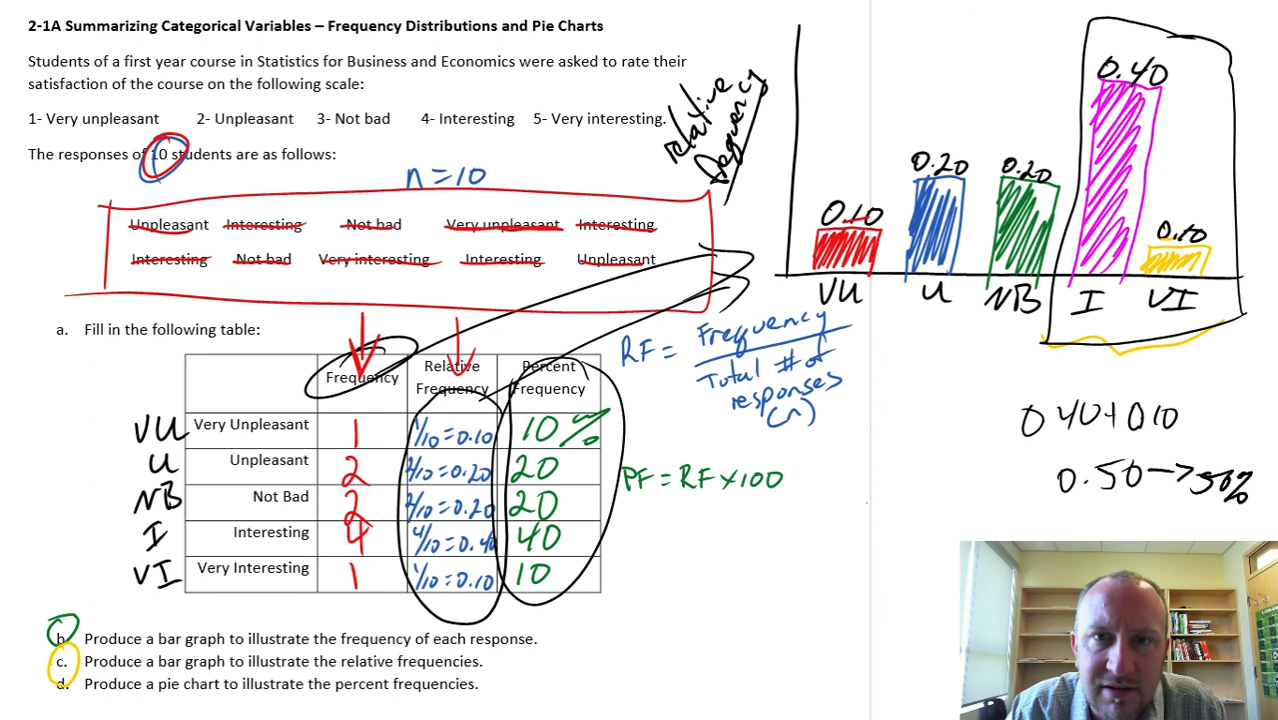 2-1A Summarizing Categorical Variables – Frequency Distributions and Pie Charts
Students of a first year course in Statistics for Business and Economics were asked to rate their
satisfaction of the course on the following scale:
1- Very unpleasant 2- Unpleasant 3- Not bad 4- Interesting 5- Very interesting.
The responses of 10 students are as follows:
n=10
Unpleasant Interesting Not bad Very unpleasant Interesting
Interesting Not bad Very interesting Interesting Unpleasant
a. Fill in the following table:
Frequency Relative Frequency Percent Frequency
VU Very Unpleasant 1 1/10=0.10 10%
U Unpleasant 2 2/10=0.20 20
NB Not Bad 2 2/10=0.20 20
I Interesting 4 4/10=0.40 40
VI Very Interesting 1 1/10=0.10 10
b. Produce a bar graph to illustrate the frequency of each response.
c. Produce a bar graph to illustrate the relative frequencies.
d. Produce a pie chart to illustrate the percent frequencies.
relative
frequency
0.10 0.20 0.20 0.40 0.10
VU U NB I VI
RF = Frequency
Total # of
responses
(n)
PF = RF x 100
0.40+0.10
0.50 → 50%